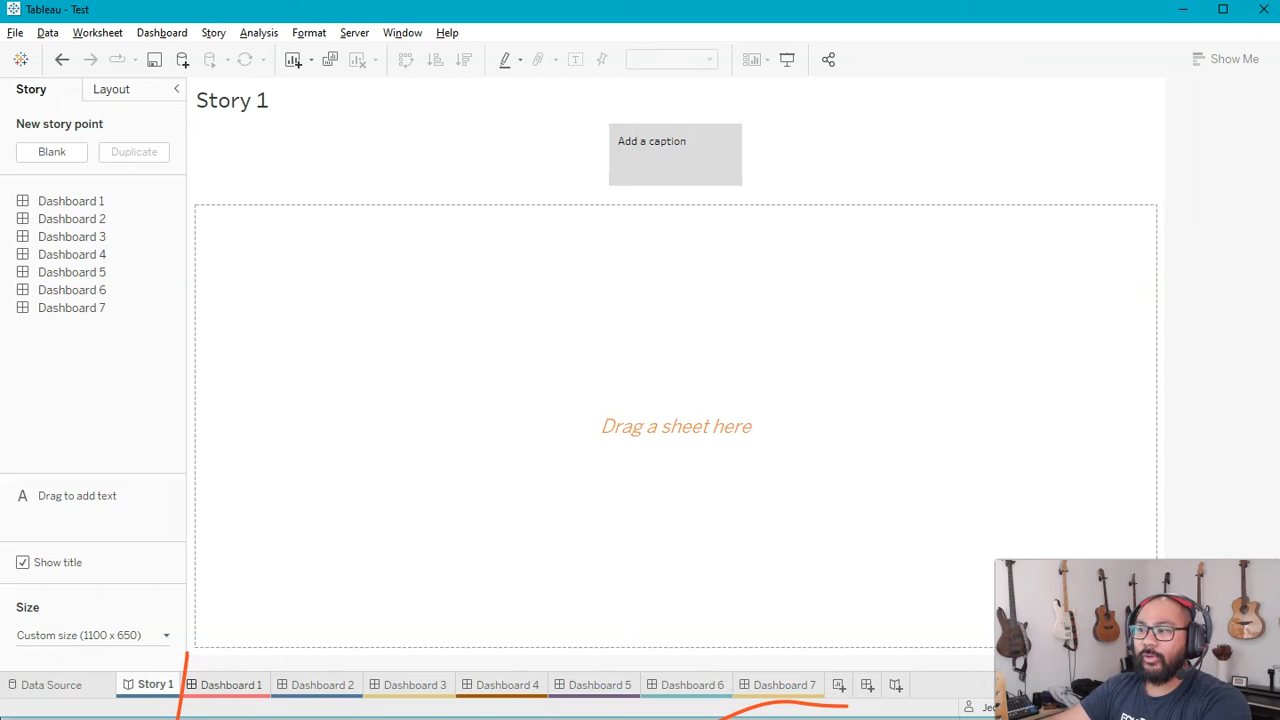 Tableau - Test
File Data Worksheet Dashboard Story Analysis Format Server Window Help
Show Me
Story Layout
Story 1
New story point
Add a caption
Blank Duplicate
Dashboard 1
Dashboard 2
Dashboard 3
Dashboard 4
Dashboard 5
Dashboard 6
Dashboard 7
Drag a sheet here
A Drag to add text
Show title
Size
Custom size (1100 x 650)
Data Source Story 1 Dashboard 1 Dashboard 2 Dashboard 3 Dashboard 4 Dashboard 5 Dashboard 6 Dashboard 7